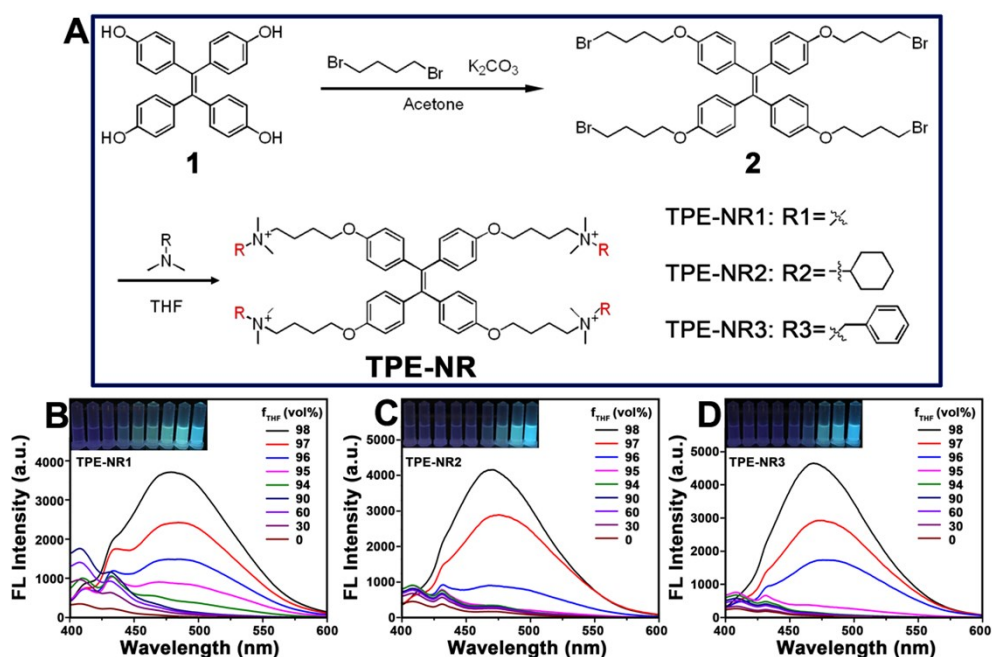 A
HO
OH
HO
OH
1
Br
Br
K2CO3
Acetone
Br
O
O
Br
Br
O
O
Br
2
R
N
THF
R
N+
O
O
N+
R
R
N+
O
O
N+
R
TPE-NR
TPE-NR1: R1=
TPE-NR2: R2=
TPE-NR3: R3=
B
TPE-NR1
fTHF (vol%)
98
97
96
95
94
90
60
30
0
FL Intensity (a.u.)
4000
3000
2000
1000
0
400
450
500
550
600
Wavelength (nm)
C
TPE-NR2
fTHF (vol%)
98
97
96
95
94
90
60
30
0
FL Intensity (a.u.)
5000
4000
3000
2000
1000
0
400
450
500
550
600
Wavelength (nm)
D
TPE-NR3
fTHF (vol%)
98
97
96
95
94
90
60
30
0
FL Intensity (a.u.)
5000
4000
3000
2000
1000
0
400
450
500
550
600
Wavelength (nm)